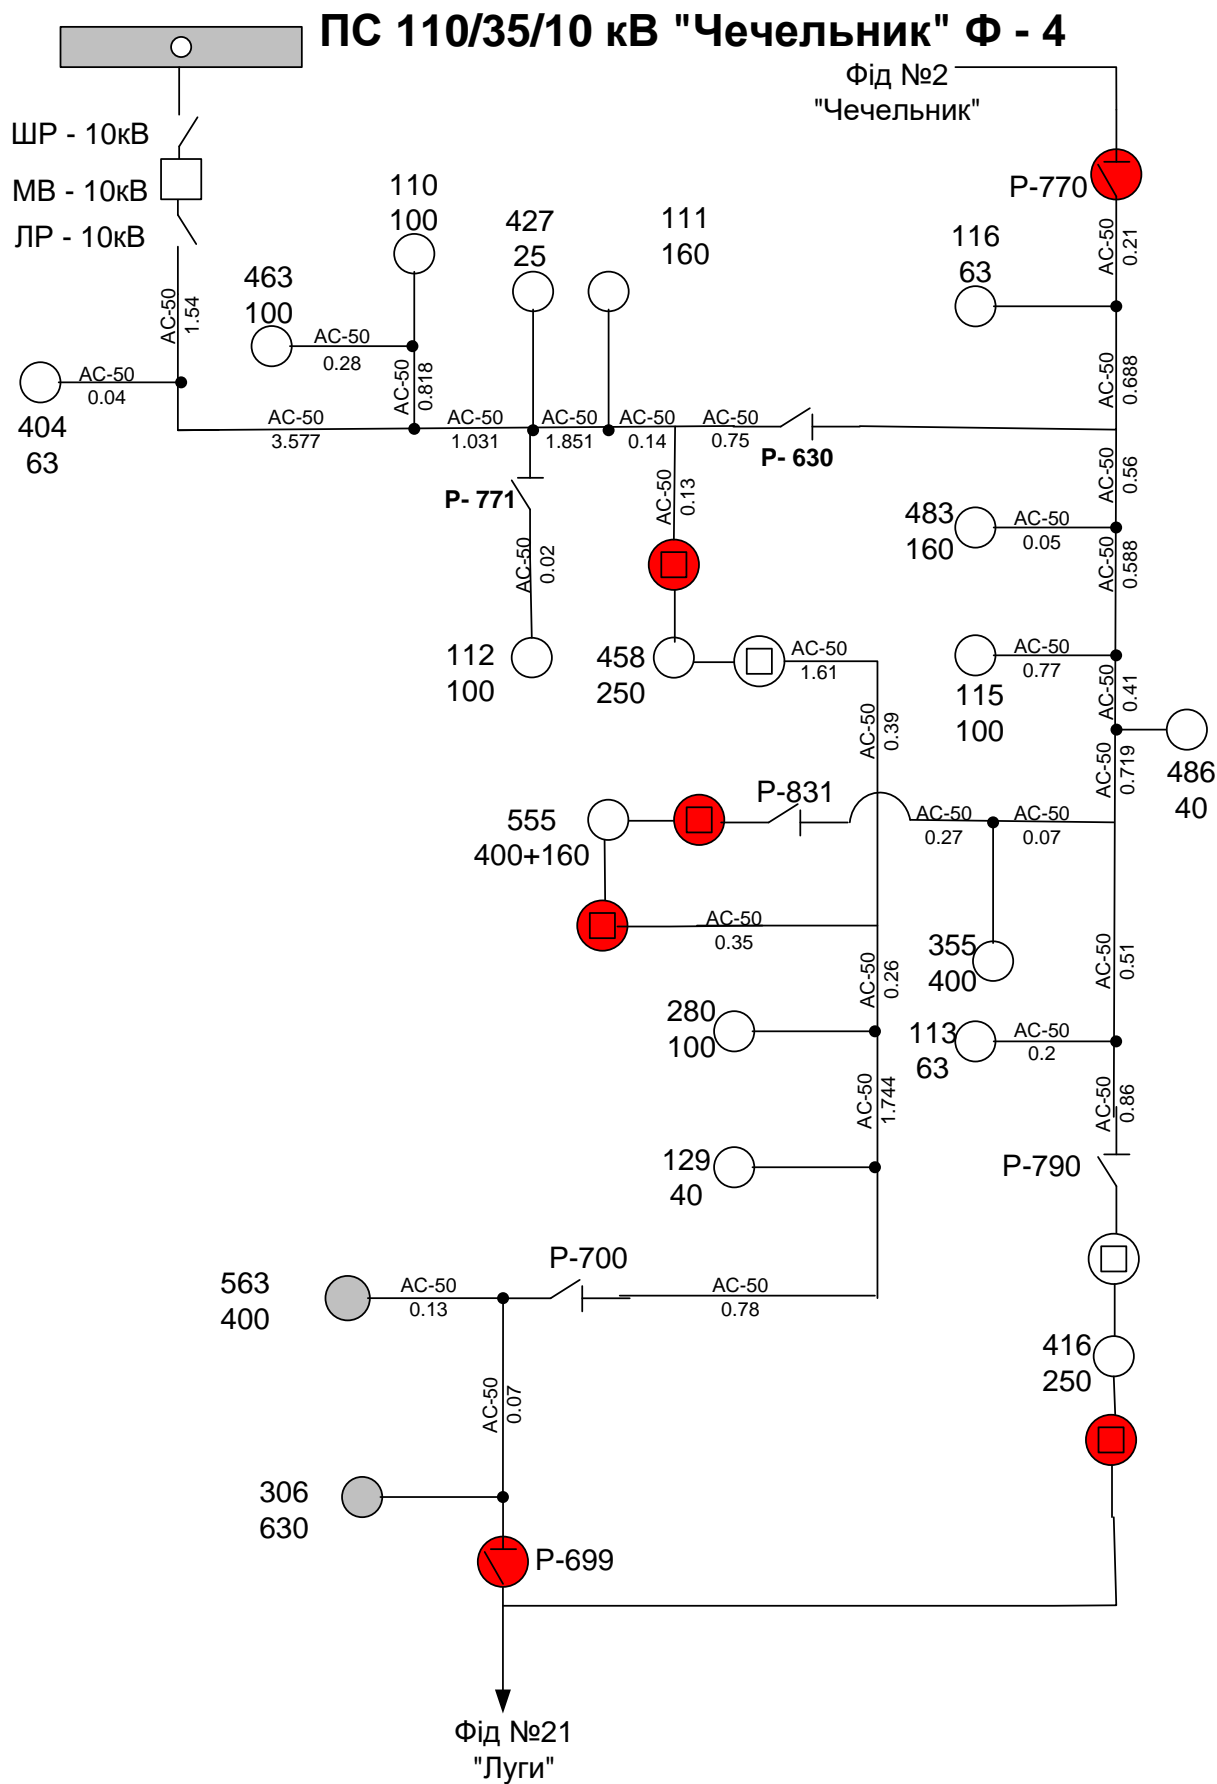 ПС 110/35/10 кВ "Чечельник" Ф - 4
Фід №2
"Чечельник"
ШР - 10кВ
МВ - 10кВ
ЛР - 10кВ
АС-50
1.54
404
63
АС-50
0.04
463
100
АС-50
0.28
110
100
АС-50
0.818
427
25
111
160
АС-50
3.577
АС-50
1.031
АС-50
1.851
АС-50
0.14
АС-50
0.75
Р- 630
Р- 771
АС-50
0.02
112
100
АС-50
0.13
458
250
АС-50
1.61
АС-50
0.39
Р-770
АС-50
0.21
116
63
АС-50
0.688
АС-50
0.56
483
160
АС-50
0.05
АС-50
0.588
115
100
АС-50
0.77
АС-50
0.41
486
40
АС-50
0.719
Р-831
555
400+160
АС-50
0.27
АС-50
0.07
АС-50
0.35
355
400
АС-50
0.51
АС-50
0.26
280
100
113
63
АС-50
0.2
АС-50
1.744
АС-50
0.86
129
40
Р-790
Р-700
563
400
АС-50
0.13
АС-50
0.78
416
250
АС-50
0.07
306
630
Р-699
Фід №21
"Луги"